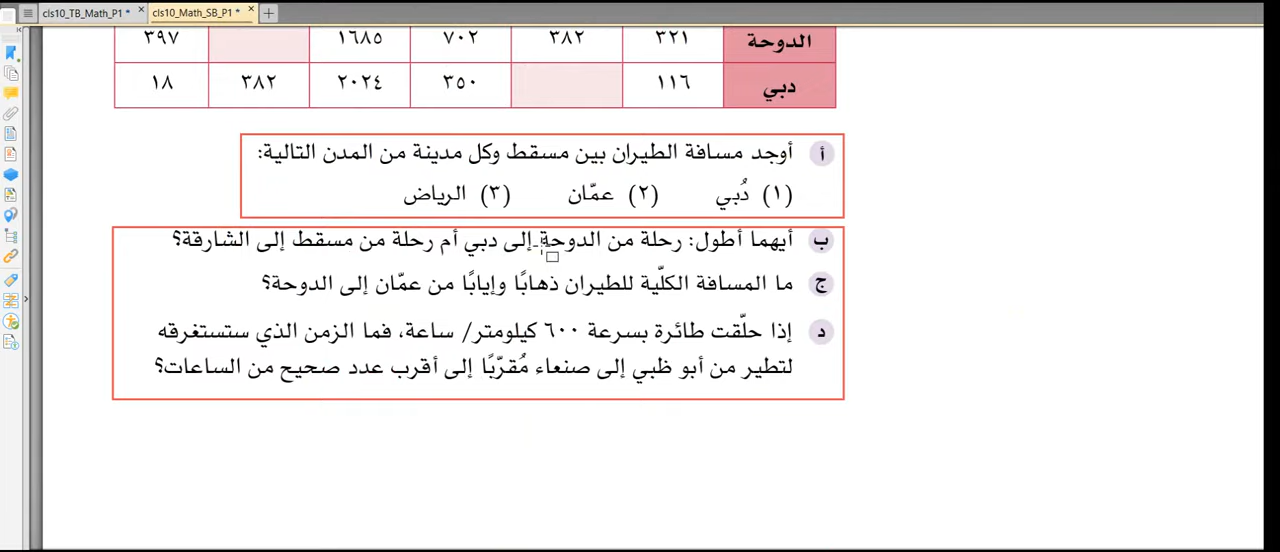 cls10_TB_Math_P1 * cls10_Math_SB_P1 *
الدوحة ٣٢١ ٣٨٢ ٧٠٢ ١٦٨٥ ٣٩٧
دبي ١١٦ ٣٥٠ ٢٠٢٤ ٣٨٢ ١٨
أ أوجد مسافة الطيران بين مسقط وكل مدينة من المدن التالية:
(١) دُبي (٢) عمّان (٣) الرياض
ب أيهما أطول: رحلة من الدوحة إلى دبي أم رحلة من مسقط إلى الشارقة؟
ج ما المسافة الكلّية للطيران ذهابًا وإيابًا من عمّان إلى الدوحة؟
د إذا حلّقت طائرة بسرعة ٦٠٠ كيلومتر/ ساعة، فما الزمن الذي ستستغرقه
لتطير من أبو ظبي إلى صنعاء مُقرّبًا إلى أقرب عدد صحيح من الساعات؟